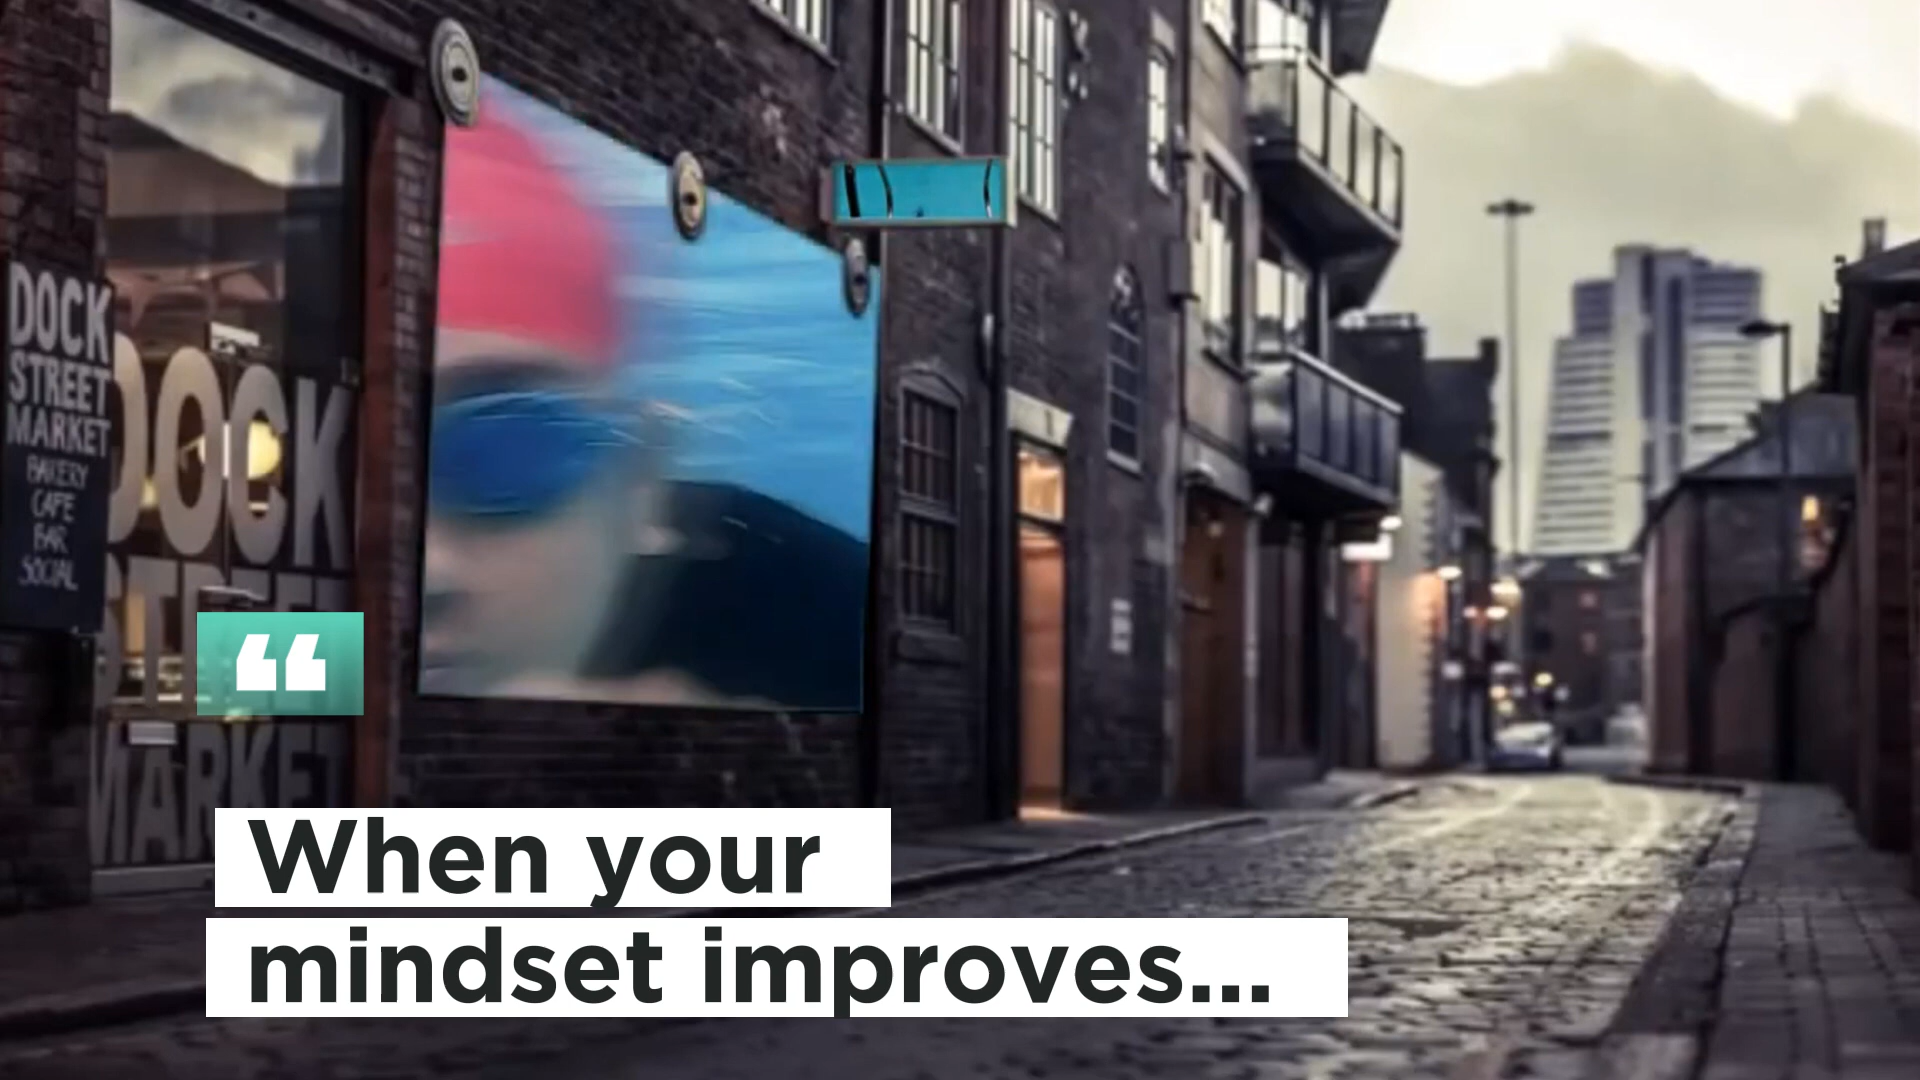 DOCK
STREET
MARKET
BAKERY
CAFE
BAR
SOCIAL
DOCK
STREET
MARKET
“
When your
mindset improves...